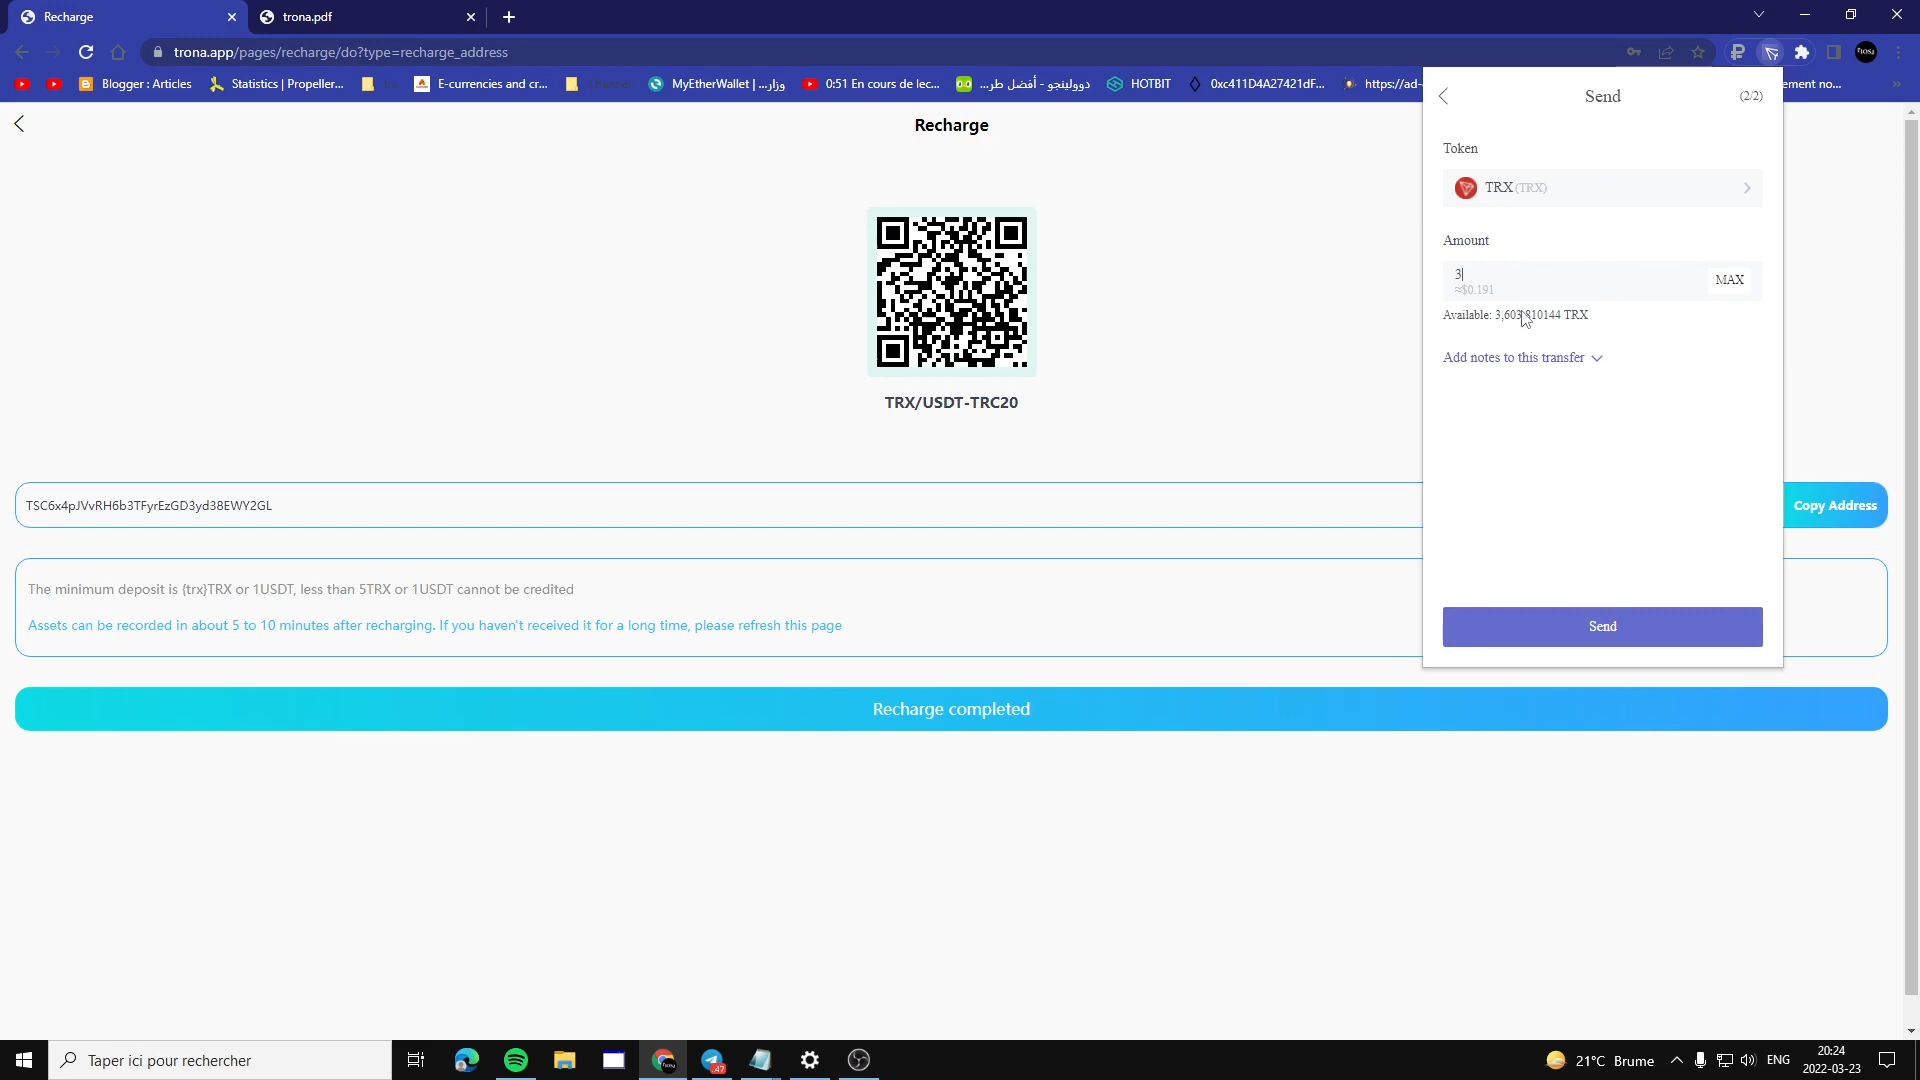 Recharge
trona.pdf
trona.app/pages/recharge/do?type=recharge_address
Blogger : Articles
Statistics | Propeller...
E-currencies and cr...
MyEtherWallet | ...وزار
0:51 En cours de lec...
دوولينجو - أفضل طر...
HOTBIT
0xc411D4A27421dF...
https://ad-
ement no...
Recharge
TRX/USDT-TRC20
TSC6x4pJVvRH6b3TFyrEzGD3yd38EWY2GL
Copy Address
The minimum deposit is {trx}TRX or 1USDT, less than 5TRX or 1USDT cannot be credited
Assets can be recorded in about 5 to 10 minutes after recharging. If you haven't received it for a long time, please refresh this page
Recharge completed
Send
(2/2)
Token
TRX (TRX)
Amount
3
≈$0.191
MAX
Available: 3,603.810144 TRX
Add notes to this transfer
Send
Taper ici pour rechercher
47
21°C Brume
ENG
20:24
2022-03-23